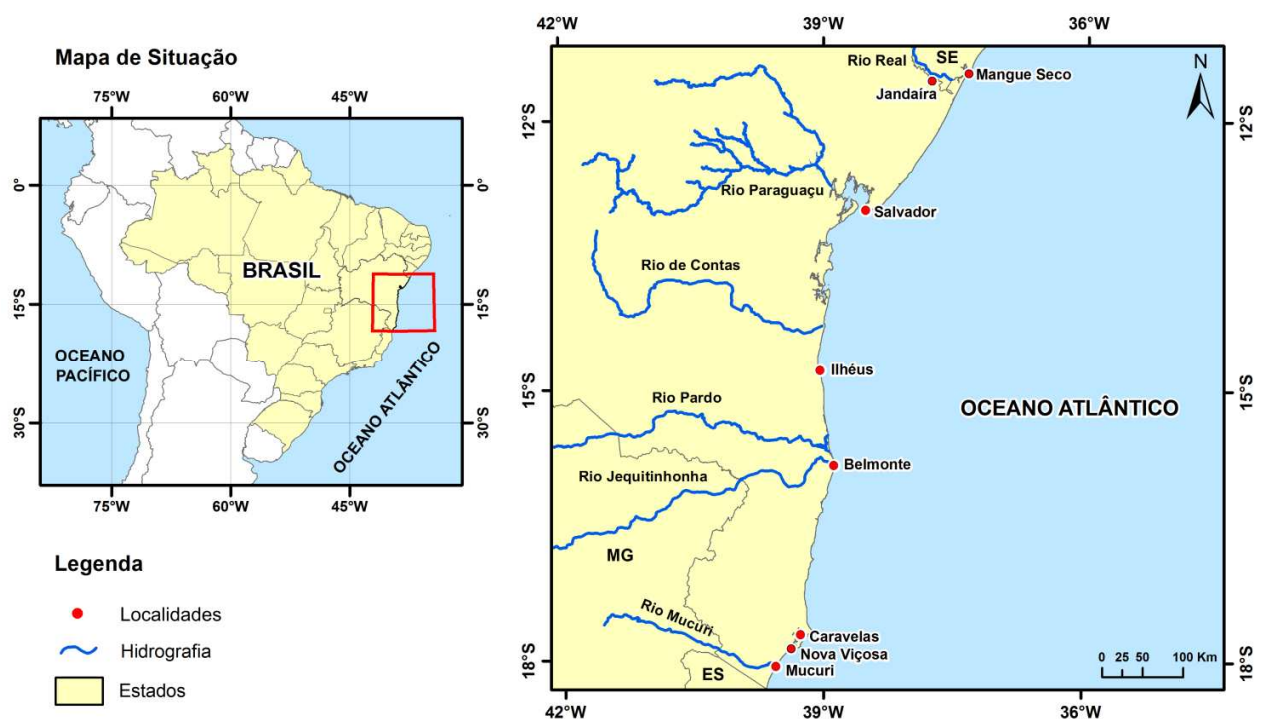 Mapa de Situação
75°W
60°W
45°W
0°
0°
BRASIL
15°S
15°S
OCEANO
PACÍFICO
OCEANO ATLÂNTICO
30°S
30°S
75°W
60°W
45°W
Legenda
Localidades
Hidrografia
Estados
42°W
39°W
36°W
Rio Real
SE
Mangue Seco
Jandaíra
N
12°S
12°S
Rio Paraguaçu
Salvador
Rio de Contas
Ilhéus
15°S
15°S
Rio Pardo
OCEANO ATLÂNTICO
Belmonte
Rio Jequitinhonha
MG
Rio Mucuri
Caravelas
Nova Viçosa
Mucuri
ES
18°S
18°S
0 25 50 100 Km
42°W
39°W
36°W